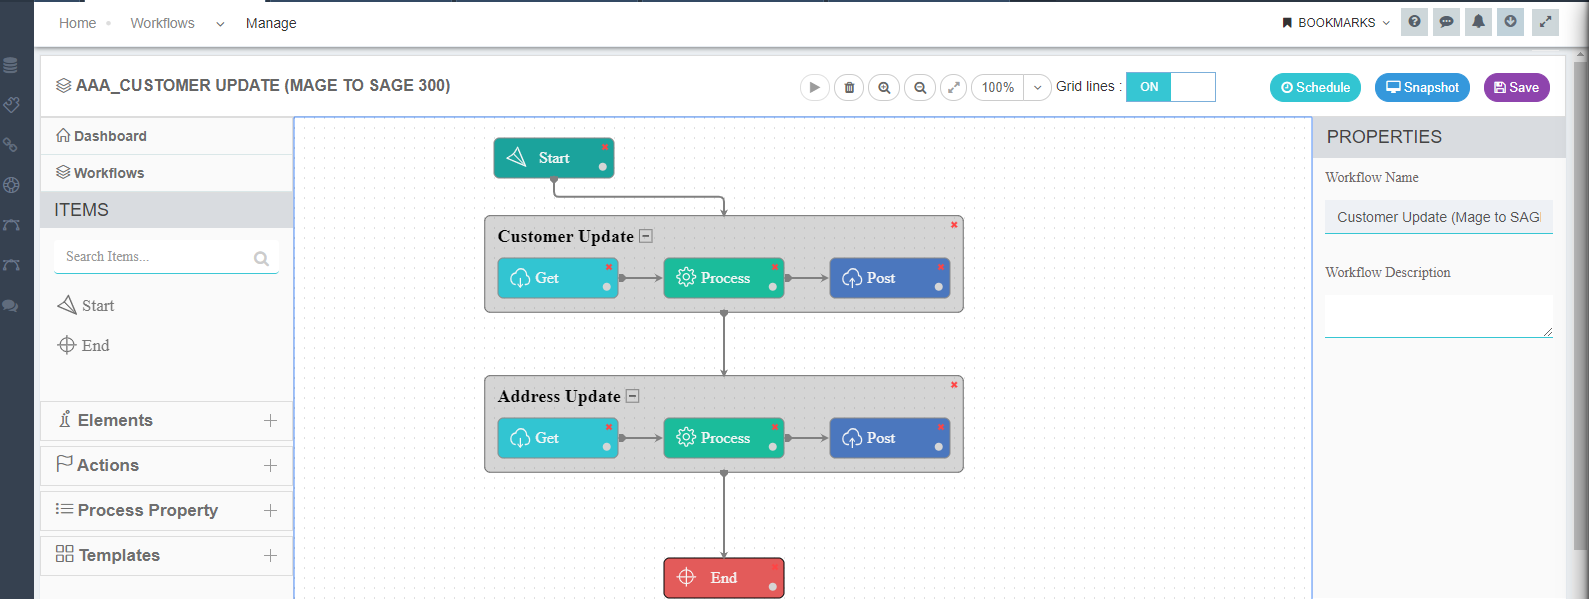 Home Workflows Manage
BOOKMARKS
AAA_CUSTOMER UPDATE (MAGE TO SAGE 300)
100%
Grid lines :
ON
Schedule
Snapshot
Save
Dashboard
Workflows
ITEMS
Search Items...
Start
End
Elements
Actions
Process Property
Templates
Start
Customer Update
Get Process Post
Address Update
Get Process Post
End
PROPERTIES
Workflow Name
Customer Update (Mage to SAG
Workflow Description